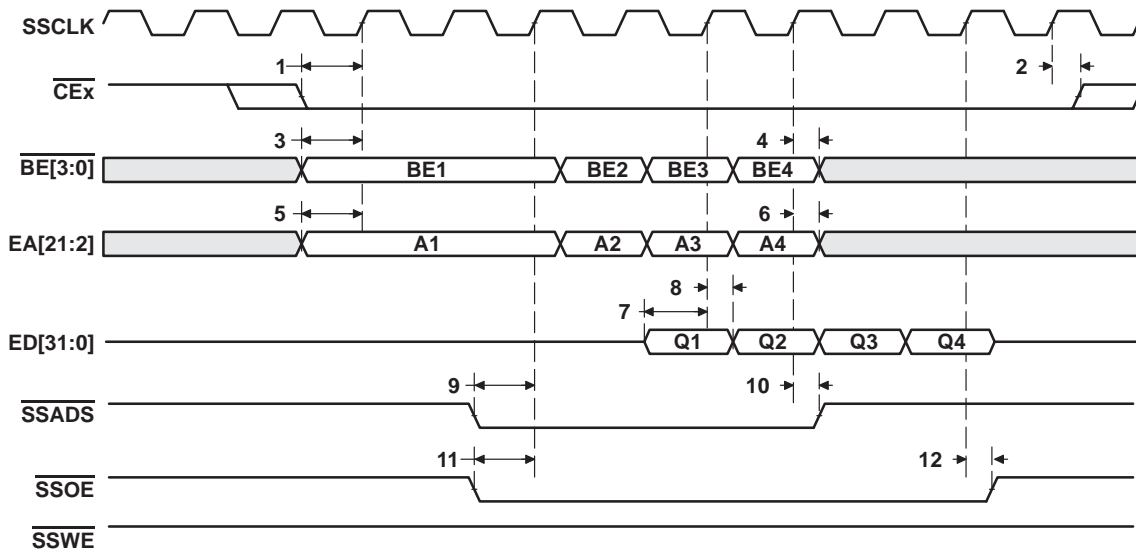 SSCLK
1
2
CEx
3
4
BE[3:0]
BE1
BE2
BE3
BE4
5
6
EA[21:2]
A1
A2
A3
A4
8
7
ED[31:0]
Q1
Q2
Q3
Q4
9
10
SSADS
11
12
SSOE
SSWE